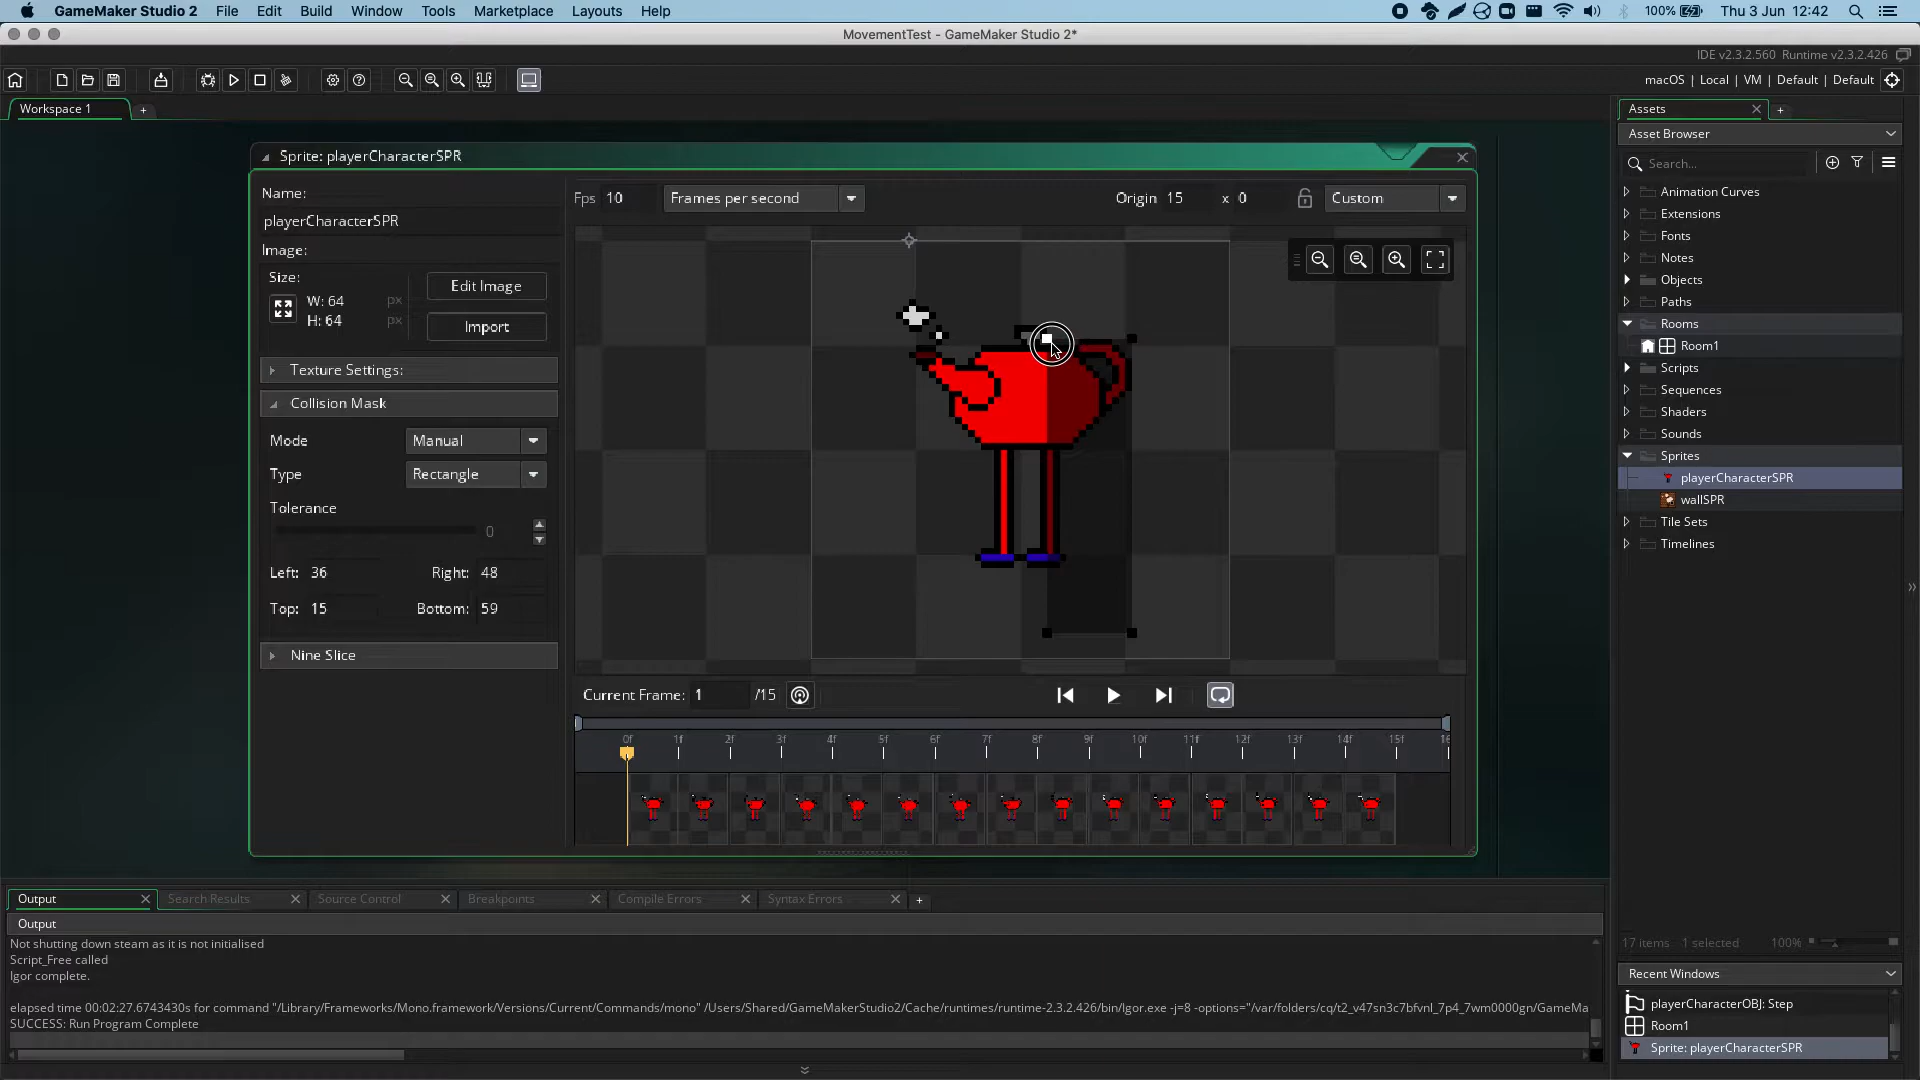 GameMaker Studio 2 File Edit Build Window Tools Marketplace Layouts Help 100% Thu 3 Jun 12:42
MovementTest - GameMaker Studio 2*
IDE v2.3.2.560 Runtime v2.3.2.426
macOS | Local | VM | Default | Default
Workspace 1 +
Assets +
Asset Browser
Search...
Animation Curves
Extensions
Fonts
Notes
Objects
Paths
Rooms
Room1
Scripts
Sequences
Shaders
Sounds
Sprites
playerCharacterSPR
wallSPR
Tile Sets
Timelines
17 items 1 selected 100%
Recent Windows
playerCharacterOBJ: Step
Room1
Sprite: playerCharacterSPR
Sprite: playerCharacterSPR
Name:
playerCharacterSPR
Image:
Size:
W: 64 px
H: 64 px
Edit Image
Import
Texture Settings:
Collision Mask
Mode Manual
Type Rectangle
Tolerance
0
Left: 36 Right: 48
Top: 15 Bottom: 59
Nine Slice
Fps 10 Frames per second Origin 15 x 0 Custom
Current Frame: 1 /15
0f 1f 2f 3f 4f 5f 6f 7f 8f 9f 10f 11f 12f 13f 14f 15f 16
Output Search Results Source Control Breakpoints Compile Errors Syntax Errors +
Output
Not shutting down steam as it is not initialised
Script_Free called
Igor complete.
elapsed time 00:02:27.6743430s for command "/Library/Frameworks/Mono.framework/Versions/Current/Commands/mono" /Users/Shared/GameMakerStudio2/Cache/runtimes/runtime-2.3.2.426/bin/Igor.exe -j=8 -options="/var/folders/cq/t2_v47sn3c7bfvnl_7p4_7wm0000gn/GameMa
SUCCESS: Run Program Complete